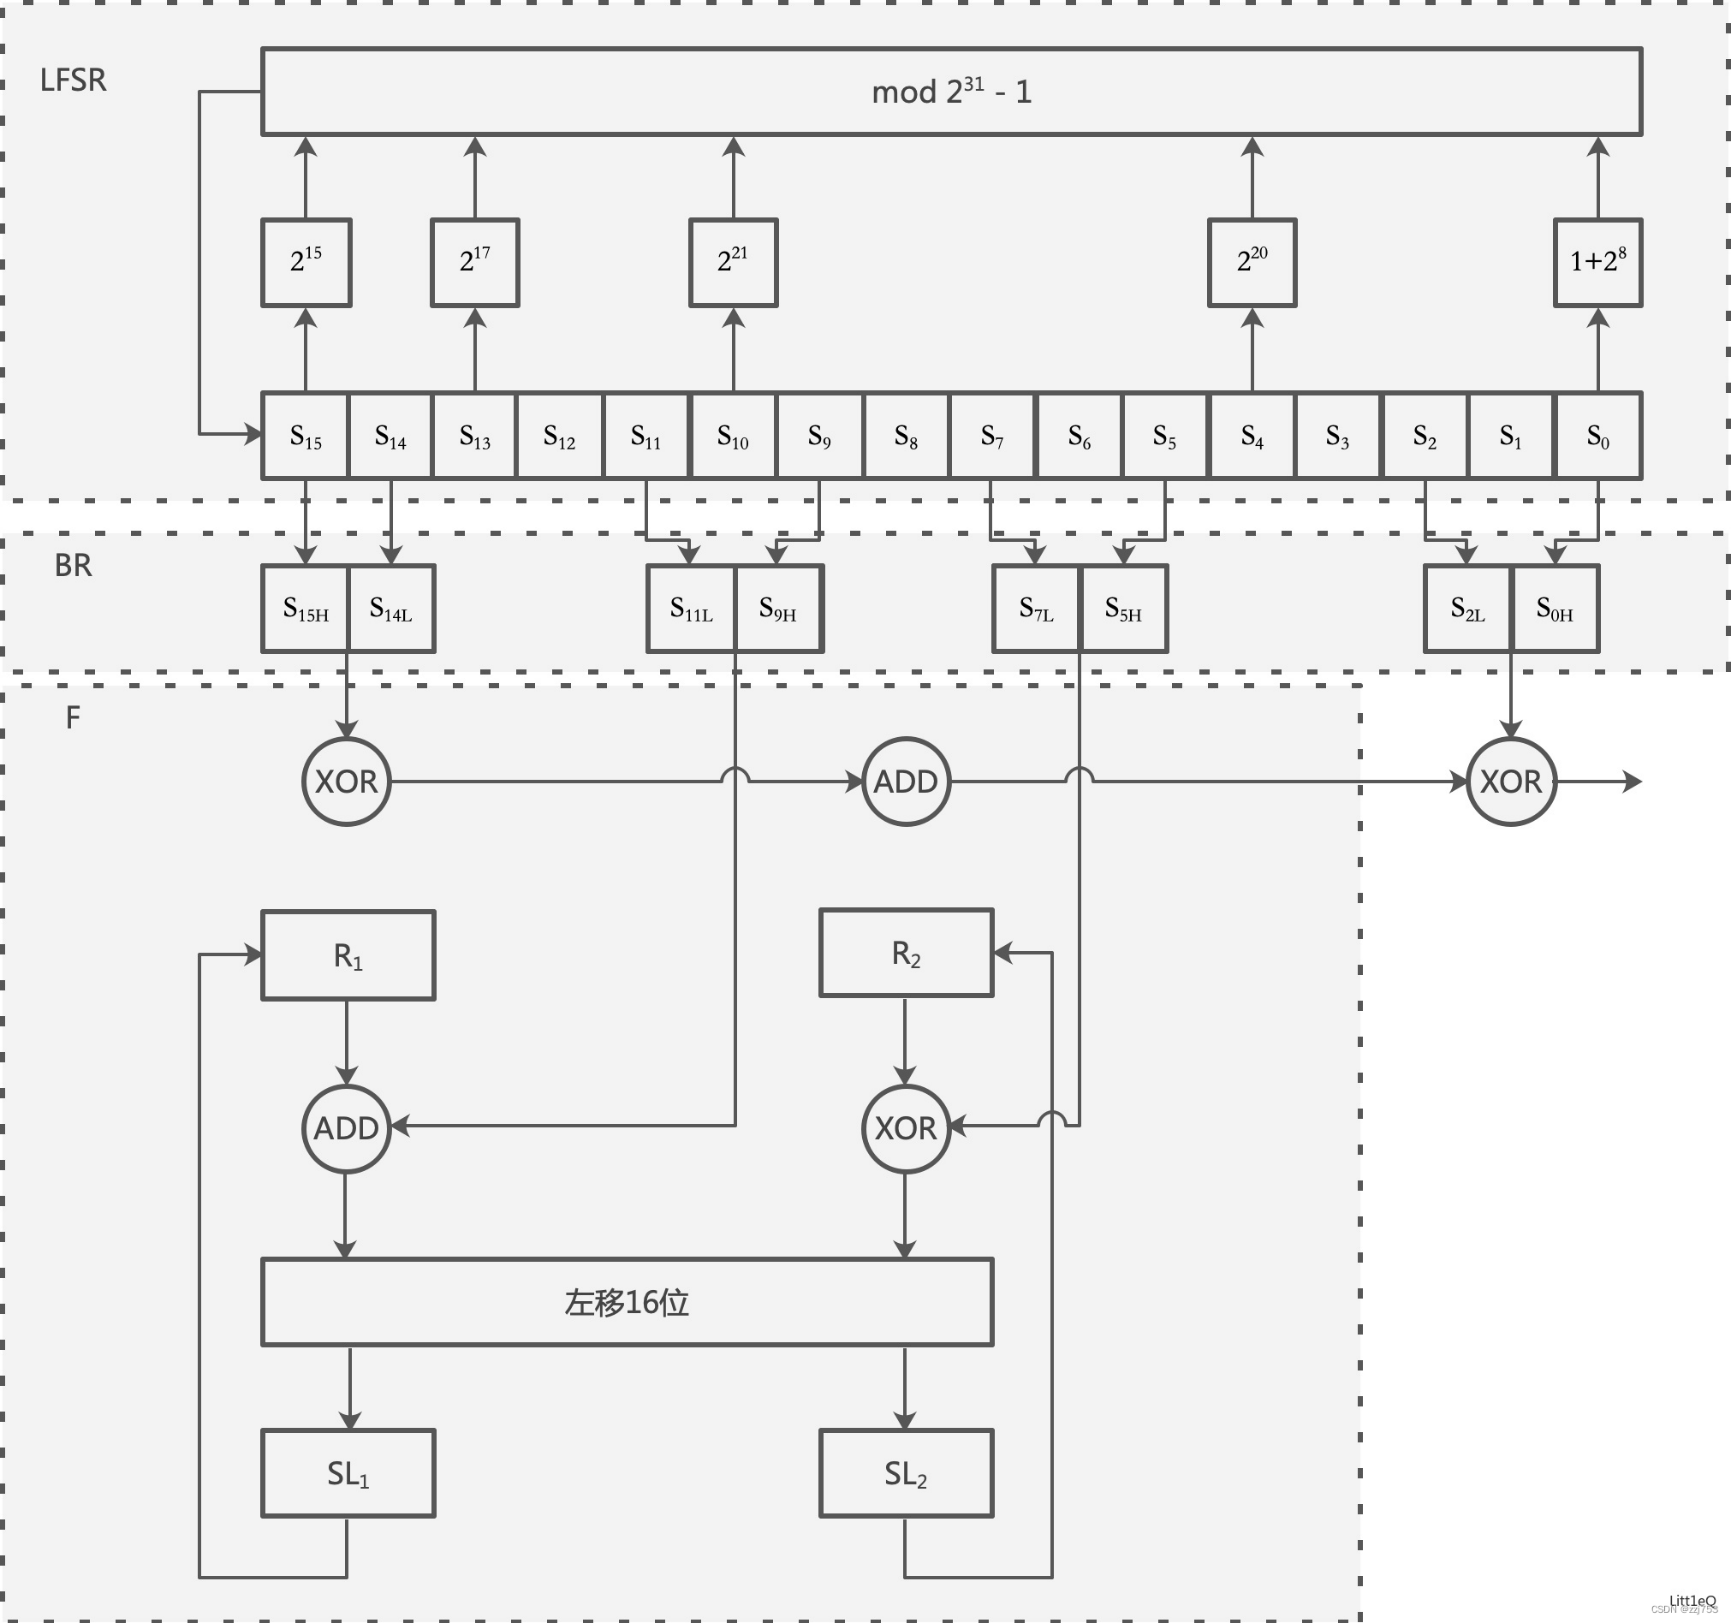 LFSR
mod 2³¹ - 1
2¹⁵ 2¹⁷ 2²¹ 2²⁰ 1+2⁸
S₁₅ S₁₄ S₁₃ S₁₂ S₁₁ S₁₀ S₉ S₈ S₇ S₆ S₅ S₄ S₃ S₂ S₁ S₀
BR
S₁₅H S₁₄L S₁₁L S₉H S₇L S₅H S₂L S₀H
F
XOR ADD XOR
R₁ R₂
ADD XOR
左移16位
SL₁ SL₂
Litt1eQ